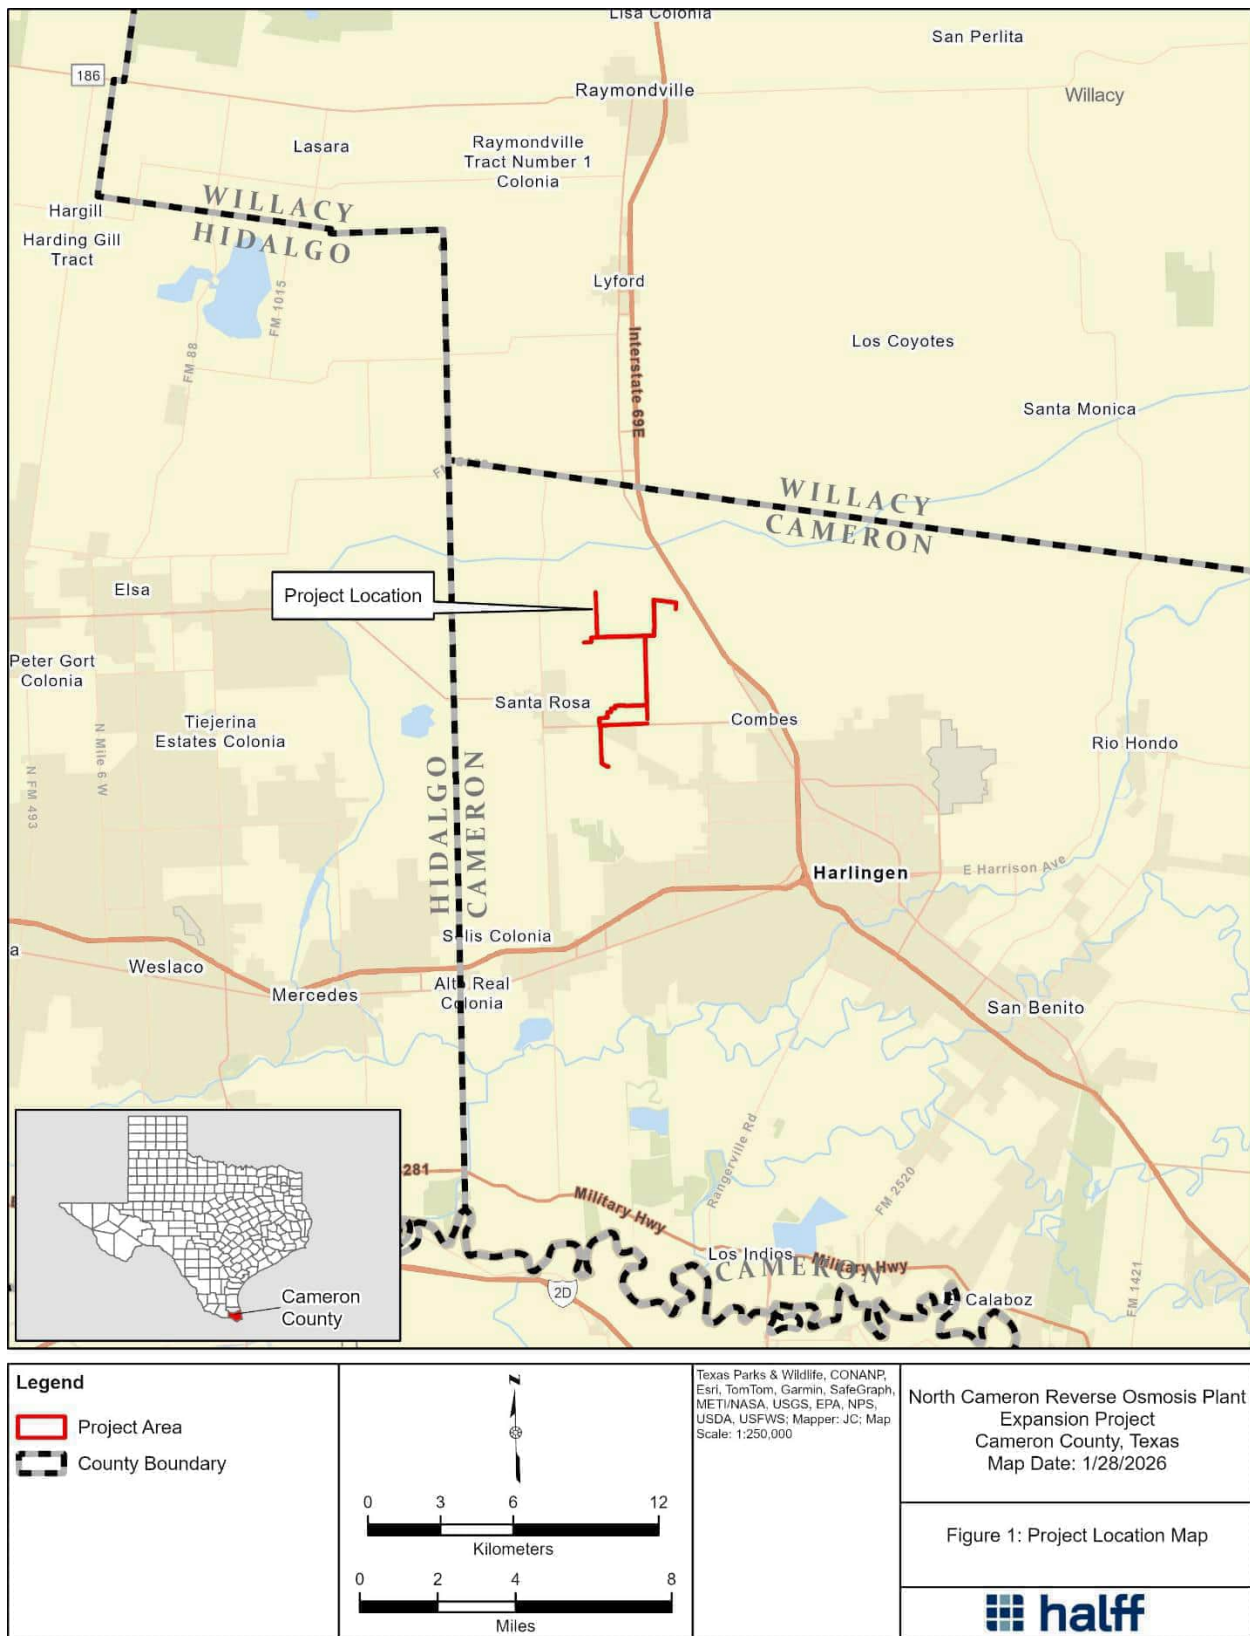 Lisa Colonia
San Perlita
186
Raymondville
Willacy
Lasara
Raymondville
Tract Number 1
Colonia
WILLACY
HIDALGO
Hargill
Harding Gill
Tract
Lyford
FM 1015
FM 88
Interstate 69E
Los Coyotes
Santa Monica
WILLACY
CAMERON
Elsa
Project Location
Peter Gort
Colonia
Santa Rosa
Combes
Tiejerina
Estates Colonia
Rio Hondo
N Mile 6 W
N FM 493
HIDALGO
CAMERON
Harlingen
E Harrison Ave
Solis Colonia
a
Weslaco
Mercedes
Alto Real
Colonia
San Benito
Rangerville Rd
281
Military Hwy
FM 2520
Los Indios
CAMERON
Military Hwy
2D
Calaboz
FM 1421
Cameron
County
Legend
Project Area
County Boundary
N
0 3 6 12
Kilometers
0 2 4 8
Miles
Texas Parks & Wildlife, CONANP,
Esri, TomTom, Garmin, SafeGraph,
METI/NASA, USGS, EPA, NPS,
USDA, USFWS; Mapper: JC; Map
Scale: 1:250,000
North Cameron Reverse Osmosis Plant
Expansion Project
Cameron County, Texas
Map Date: 1/28/2026
Figure 1: Project Location Map
halff